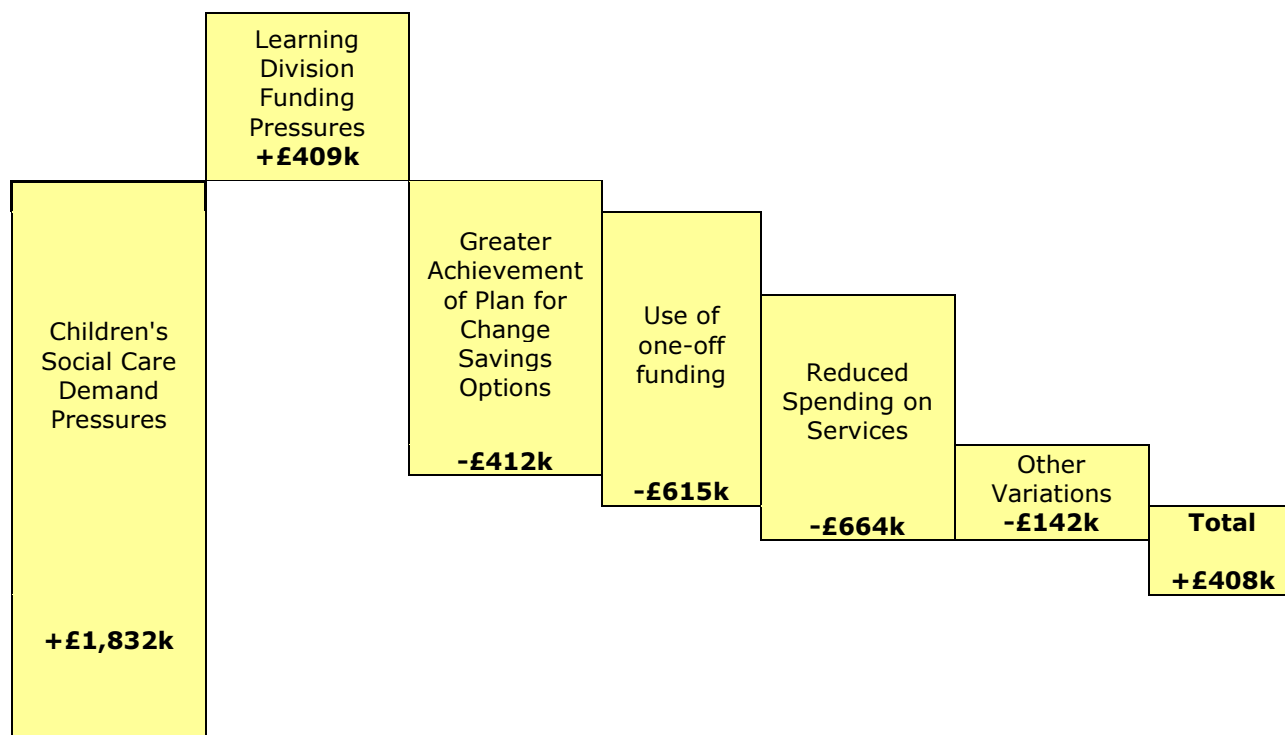 Learning
Division
Funding
Pressures
+£409k
Children's
Social Care
Demand
Pressures
+£1,832k
Greater
Achievement
of Plan for
Change
Savings
Options
-£412k
Use of
one-off
funding
-£615k
Reduced
Spending on
Services
-£664k
Other
Variations
-£142k
Total
+£408k